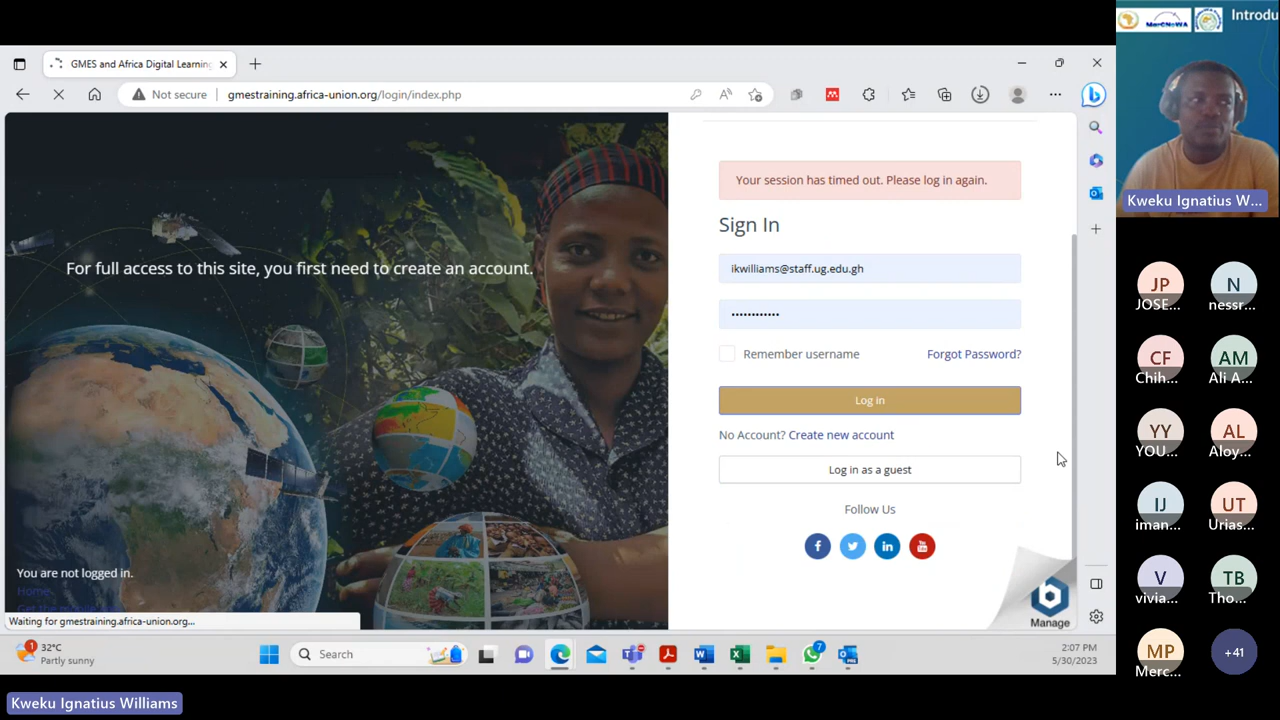 Introdu
MerCNeWA
GMES and Africa Digital Learning
Not secure
gmestraining.africa-union.org/login/index.php
Your session has timed out. Please log in again.
Sign In
For full access to this site, you first need to create an account.
ikwilliams@staff.ug.edu.gh
Remember username
Forgot Password?
Log in
No Account? Create new account
Log in as a guest
Follow Us
You are not logged in.
Home
Waiting for gmestraining.africa-union.org...
Manage
1
32°C
Partly sunny
Search
7
2:07 PM
5/30/2023
Kweku Ignatius Williams
Kweku Ignatius W...
JP
JOSE...
N
nessr...
CF
Chih...
AM
Ali A...
YY
YOU...
AL
Aloy...
IJ
iman...
UT
Urias...
V
vivia...
TB
Tho...
MP
Merc...
+41